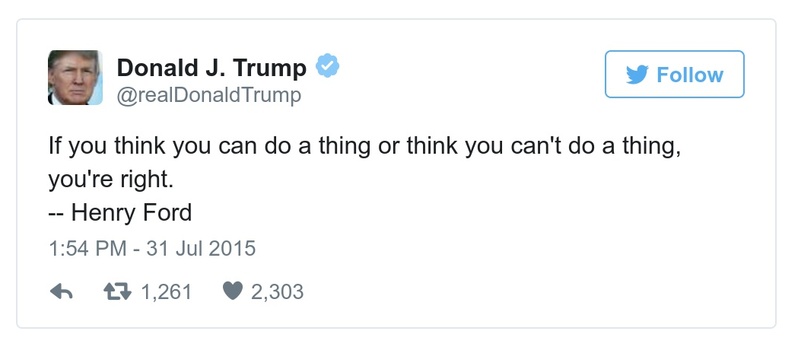 Donald J. Trump
@realDonaldTrump
Follow
If you think you can do a thing or think you can't do a thing,
you're right.
-- Henry Ford
1:54 PM - 31 Jul 2015
1,261 2,303